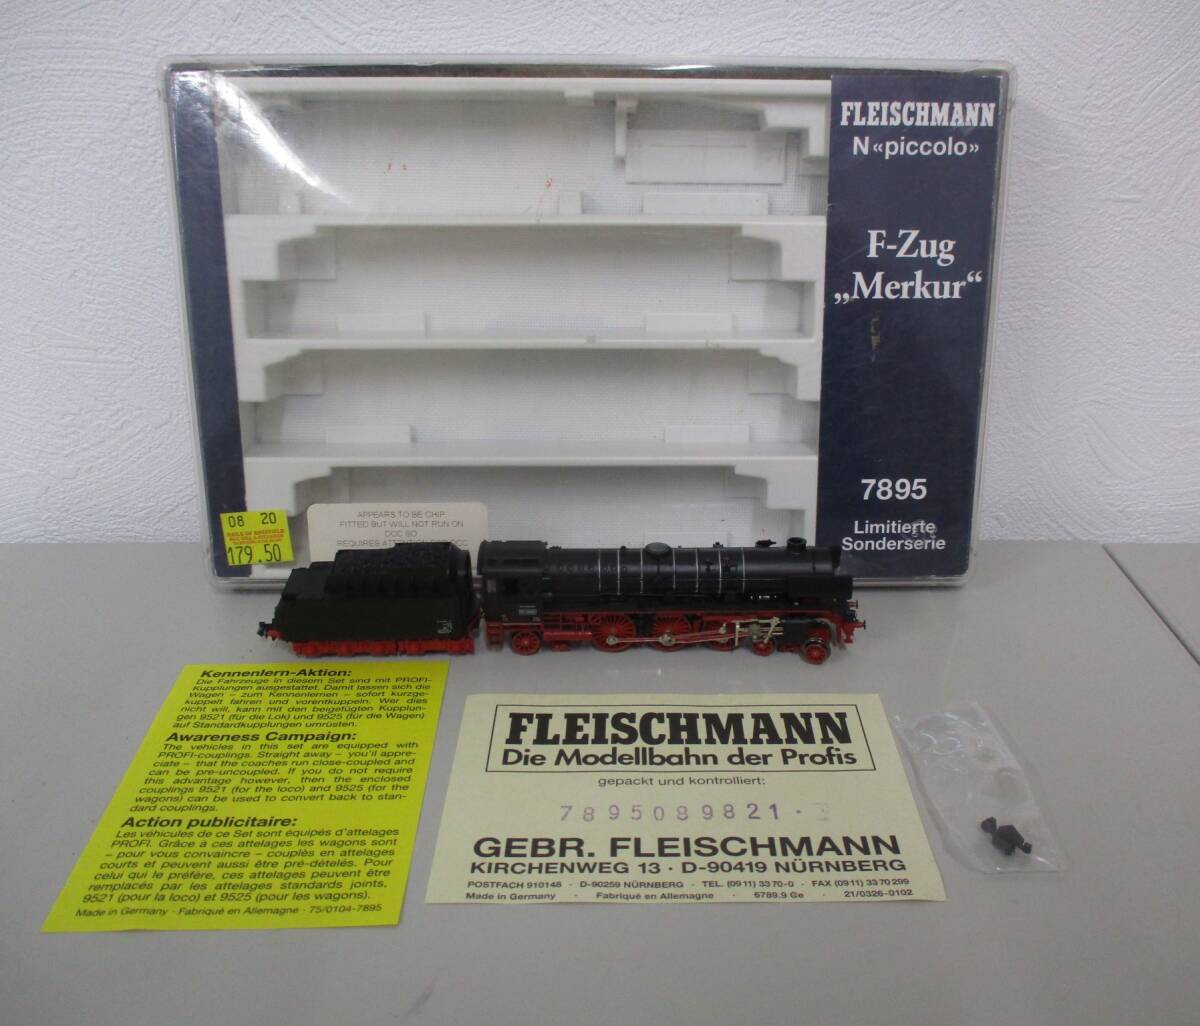 FLEISCHMANN
N «piccolo»
F-Zug
„Merkur“
7895
Limitierte
Sonderserie
08 20
179.50
APPEARS TO BE CHIP
FITTED BUT WILL NOT RUN ON
DCC SO
REQUIRES ATTENTION
Kennenlern-Aktion:
Die Fahrzeuge in diesem Set sind mit PROFI-
Kupplungen ausgestattet. Damit lassen sich die
Wagen – zum Kennenlernen – sofort kurzge-
kuppelt fahren und vorentkuppeln. Wer dies
nicht will, kann mit den beigefügten Kupplun-
gen 9521 (für die Lok) und 9525 (für die Wagen)
auf Standardkupplungen umrüsten.
Awareness Campaign:
The vehicles in this set are equipped with
PROFI-couplings. Straight away – you'll appre-
ciate – that the coaches run close-coupled and
can be pre-uncoupled. If you do not require
this advantage however, then the enclosed
couplings 9521 (for the loco) and 9525 (for the
wagons) can be used to convert back to stan-
dard couplings.
Action publicitaire:
Les véhicules de ce Set sont équipés d'attelages
PROFI. Grâce à ces attelages les wagons sont
– pour vous convaincre – couplés en attelages
courts et peuvent aussi être pré-dételés. Pour
celui qui le préfère, ces attelages peuvent être
remplacés par les attelages standards joints,
9521 (pour la loco) et 9525 (pour les wagons).
Made in Germany · Fabriqué en Allemagne · 75/0104-7895
FLEISCHMANN
Die Modellbahn der Profis
gepackt und kontrolliert:
7895089821
GEBR. FLEISCHMANN
KIRCHENWEG 13 · D-90419 NÜRNBERG
POSTFACH 910148 · D-90259 NÜRNBERG · TEL. (0911) 3370-0 · FAX (0911) 3370299
Made in Germany · Fabriqué en Allemagne · 6789.9 Ge · 21/0326-0102